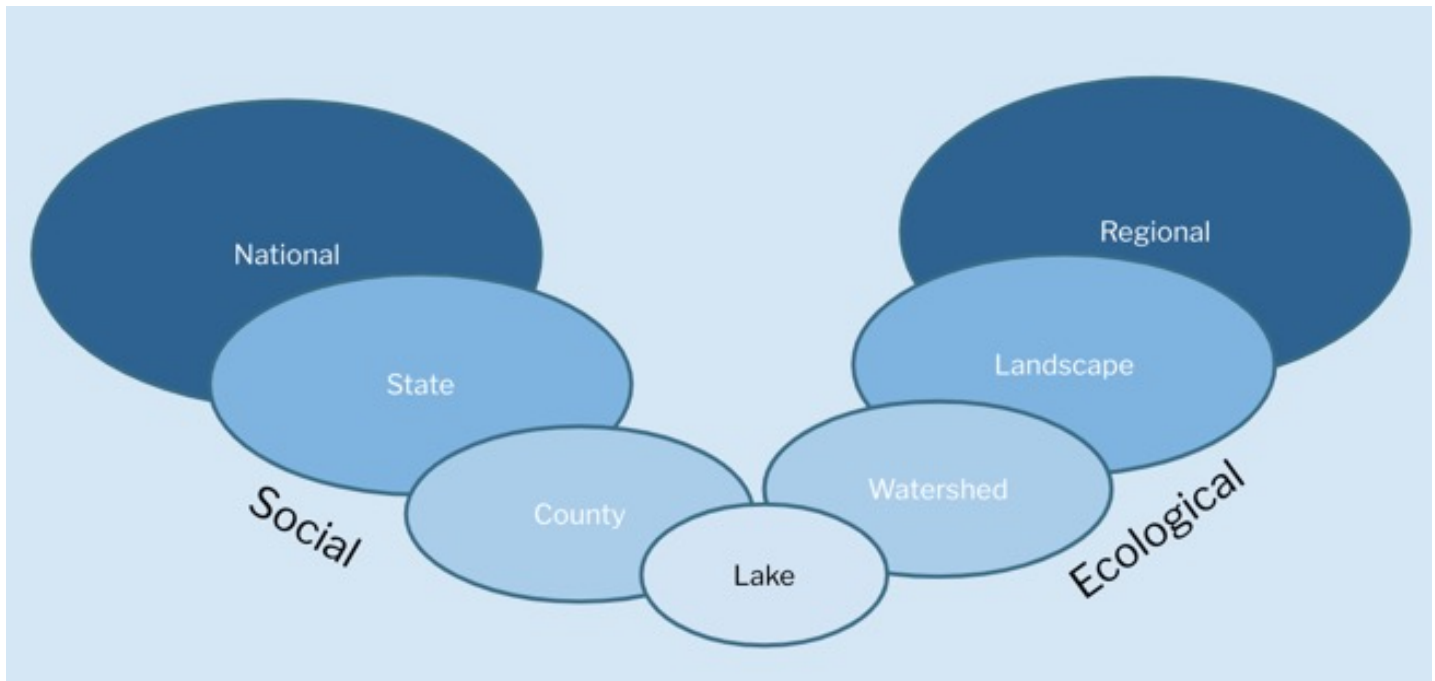 National
Regional
State
Landscape
County
Watershed
Lake
Social
Ecological